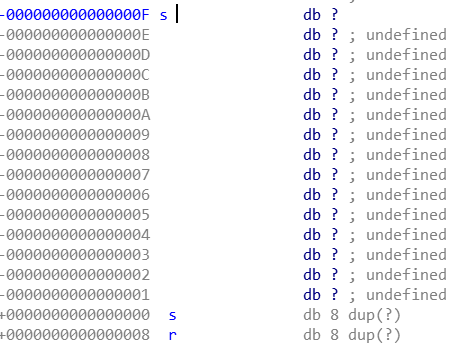 -000000000000000F s db ?
-000000000000000E db ? ; undefined
-000000000000000D db ? ; undefined
-000000000000000C db ? ; undefined
-000000000000000B db ? ; undefined
-000000000000000A db ? ; undefined
-0000000000000009 db ? ; undefined
-0000000000000008 db ? ; undefined
-0000000000000007 db ? ; undefined
-0000000000000006 db ? ; undefined
-0000000000000005 db ? ; undefined
-0000000000000004 db ? ; undefined
-0000000000000003 db ? ; undefined
-0000000000000002 db ? ; undefined
-0000000000000001 db ? ; undefined
+0000000000000000 s db 8 dup(?)
+0000000000000008 r db 8 dup(?)